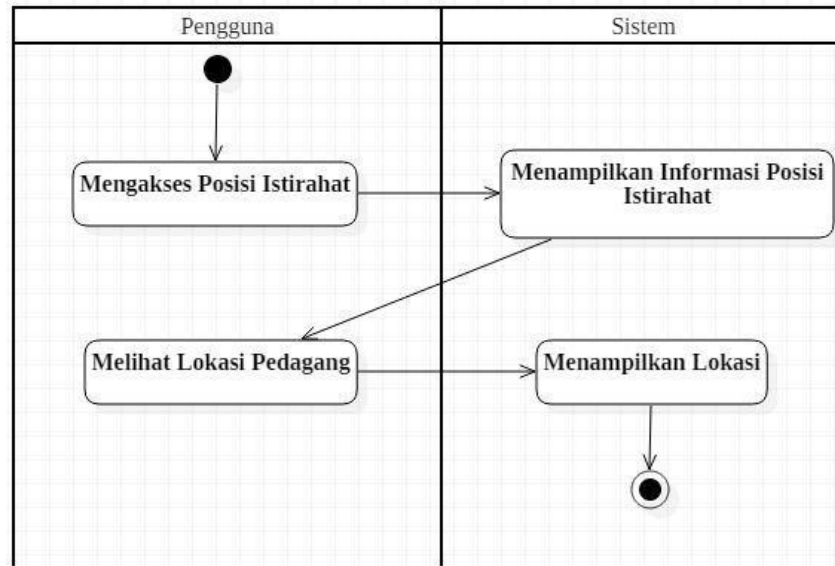 Pengguna
Sistem
Mengakses Posisi Istirahat
Menampilkan Informasi Posisi
Istirahat
Melihat Lokasi Pedagang
Menampilkan Lokasi